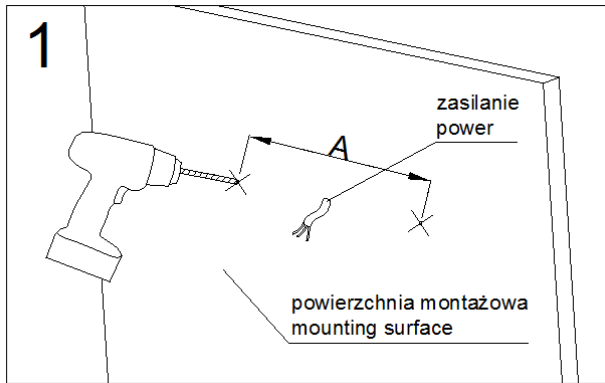 1
zasilanie
power
A
powierzchnia montażowa
mounting surface